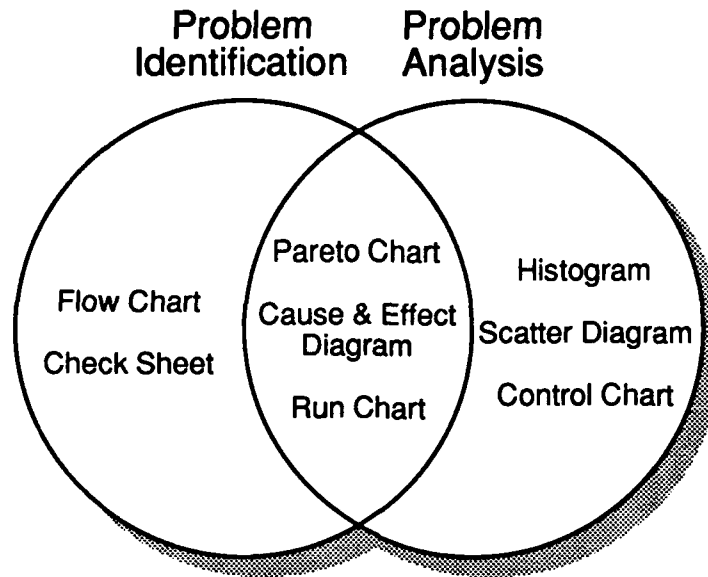 Problem
Identification
Problem
Analysis
Flow Chart
Check Sheet
Pareto Chart
Cause & Effect
Diagram
Run Chart
Histogram
Scatter Diagram
Control Chart